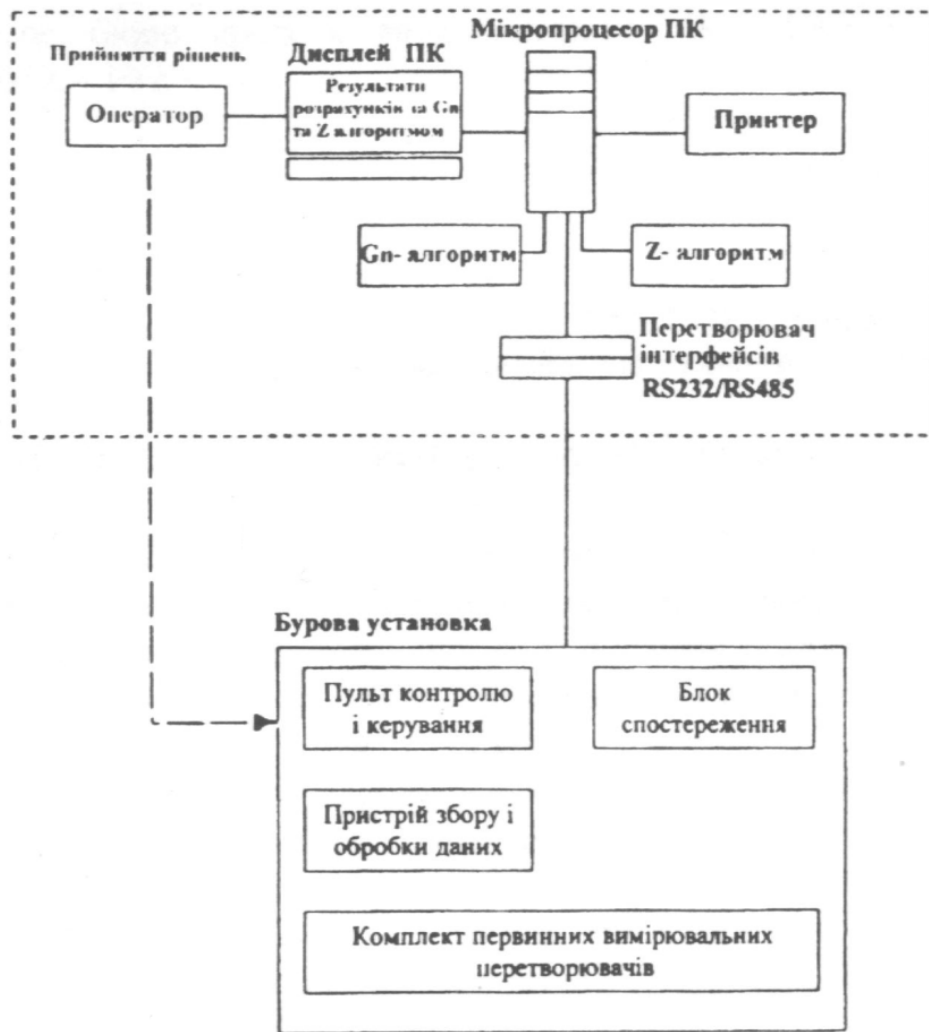 Мікропроцесор ПК
Прийняття рішень
Дисплей ПК
Оператор
Результати
розрахунків за Gn
та Z алгоритмом
Принтер
Gn- алгоритм
Z- алгоритм
Перетворювач
інтерфейсів
RS232/RS485
Бурова установка
Пульт контролю
і керування
Блок
спостереження
Пристрій збору і
обробки даних
Комплект первинних вимірювальних
перетворювачів